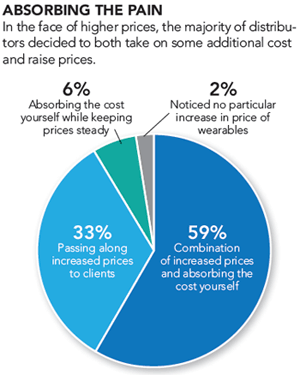 ABSORBING THE PAIN
In the face of higher prices, the majority of distribu-
tors decided to both take on some additional cost
and raise prices.
6%
Absorbing the cost
yourself while keeping
prices steady
2%
Noticed no particular
increase in price of
wearables
33%
Passing along
increased prices
to clients
59%
Combination
of increased prices
and absorbing the
cost yourself